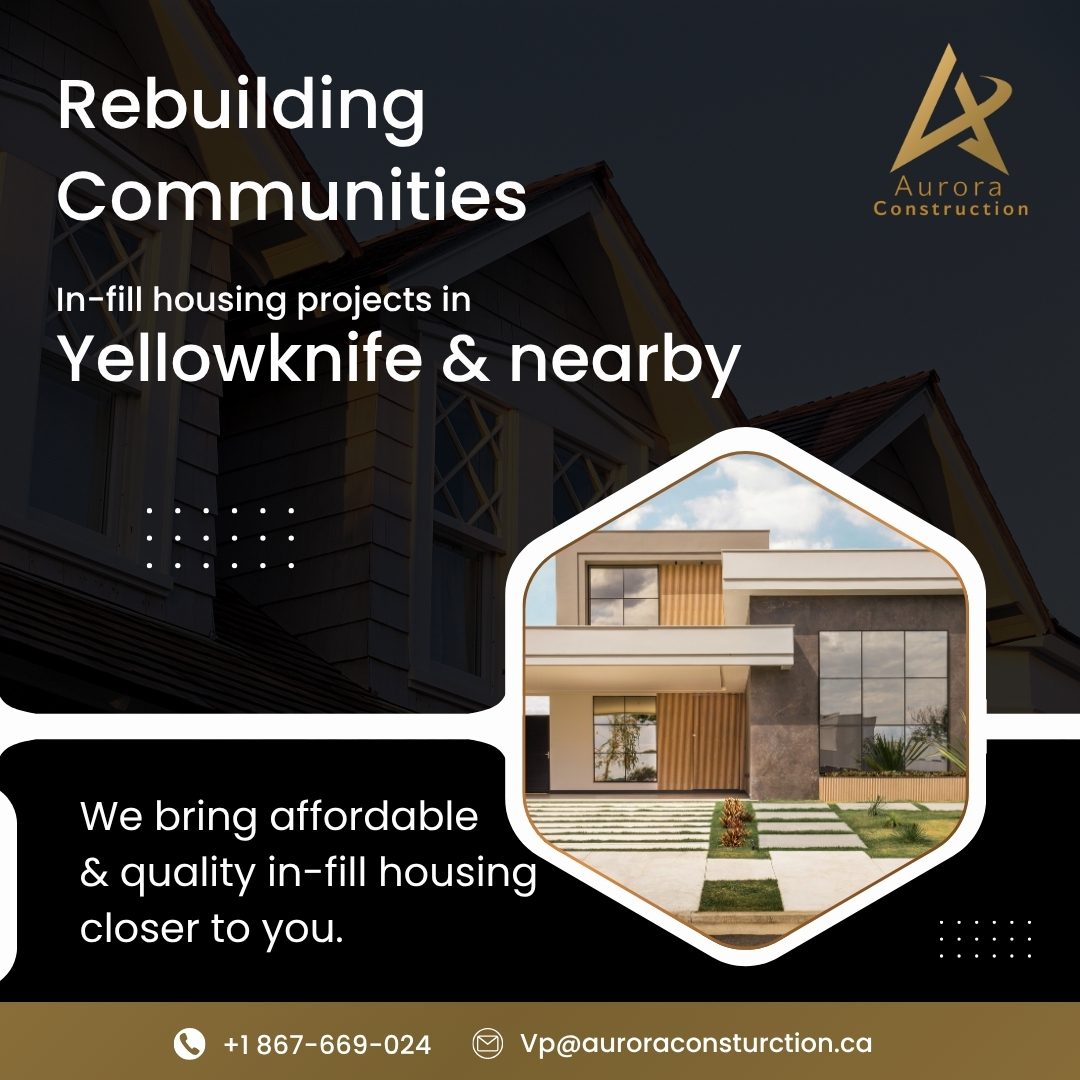 Rebuilding
Communities
Aurora
Construction
In-fill housing projects in
Yellowknife & nearby
We bring affordable
& quality in-fill housing
closer to you.
+1 867-669-024
Vp@auroraconsturction.ca